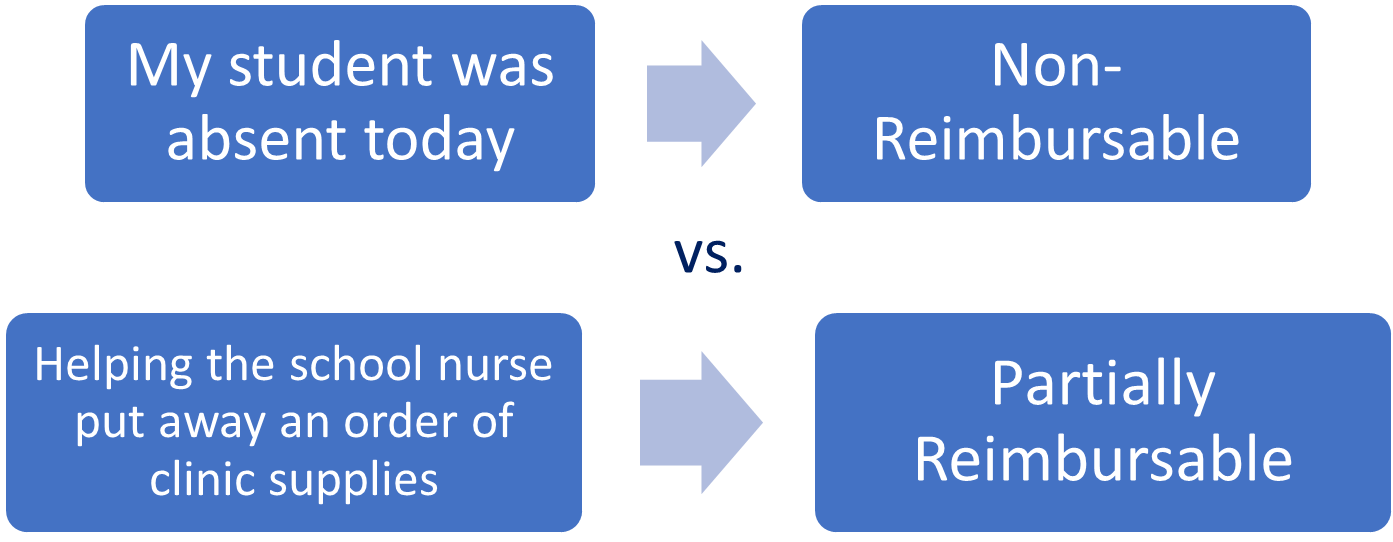 My student was
absent today
Non-
Reimbursable
vs.
Helping the school nurse
put away an order of
clinic supplies
Partially
Reimbursable